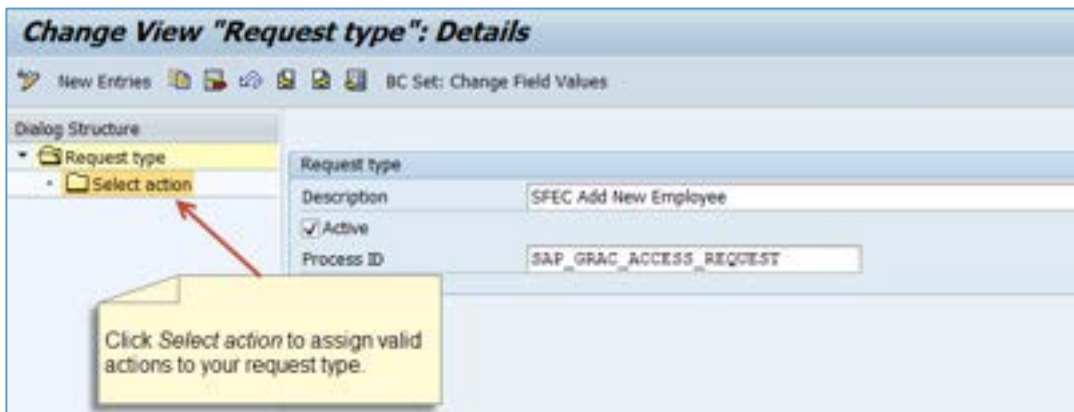 Change View "Request type": Details
New Entries BC Set: Change Field Values
Dialog Structure
Request type
Select action
Request type
Description SFEC Add New Employee
Active
Process ID SAP_GRAC_ACCESS_REQUEST
Click Select action to assign valid
actions to your request type.